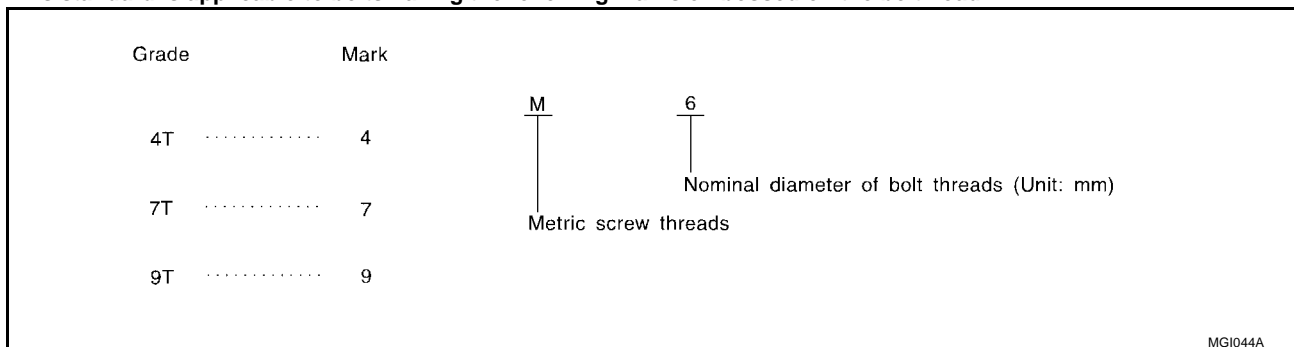 Grade Mark
M 6
4T ············· 4
Nominal diameter of bolt threads (Unit: mm)
7T ············· 7
Metric screw threads
9T ············· 9
MGI044A